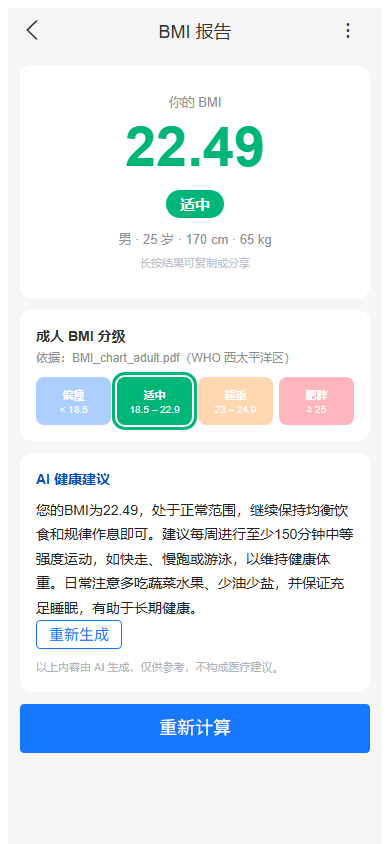 BMI 报告
你的 BMI
22.49
适中
男 · 25 岁 · 170 cm · 65 kg
长按结果可复制或分享
成人 BMI 分级
依据：BMI_chart_adult.pdf（WHO 西太平洋区）
偏瘦 适中 超重 肥胖
< 18.5 18.5 – 22.9 23 – 24.9 ≥ 25
AI 健康建议
您的BMI为22.49，处于正常范围，继续保持均衡饮
食和规律作息即可。建议每周进行至少150分钟中等
强度运动，如快走、慢跑或游泳，以维持健康体
重。日常注意多吃蔬菜水果、少油少盐，并保证充
足睡眠，有助于长期健康。
重新生成
以上内容由 AI 生成，仅供参考，不构成医疗建议。
重新计算